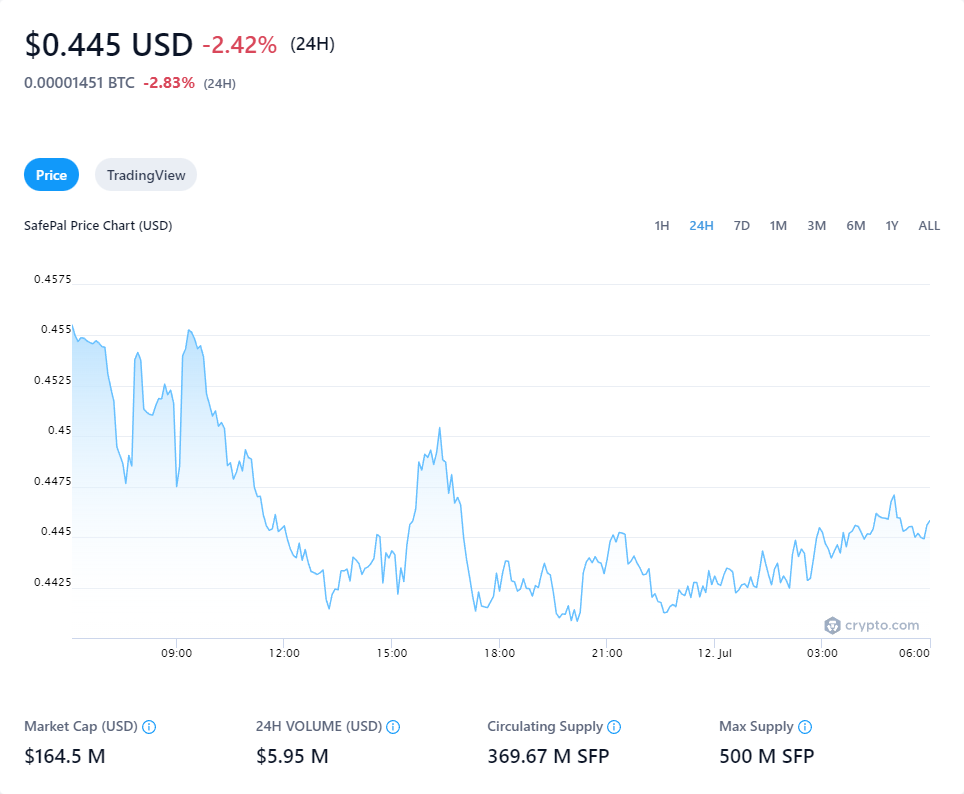 $0.445 USD -2.42% (24H)
0.00001451 BTC -2.83% (24H)
Price TradingView
SafePal Price Chart (USD) 1H 24H 7D 1M 3M 6M 1Y ALL
0.4575
0.455
0.4525
0.45
0.4475
0.445
0.4425
crypto.com
09:00 12:00 15:00 18:00 21:00 12. Jul 03:00 06:00
Market Cap (USD) 24H VOLUME (USD) Circulating Supply Max Supply
$164.5 M $5.95 M 369.67 M SFP 500 M SFP